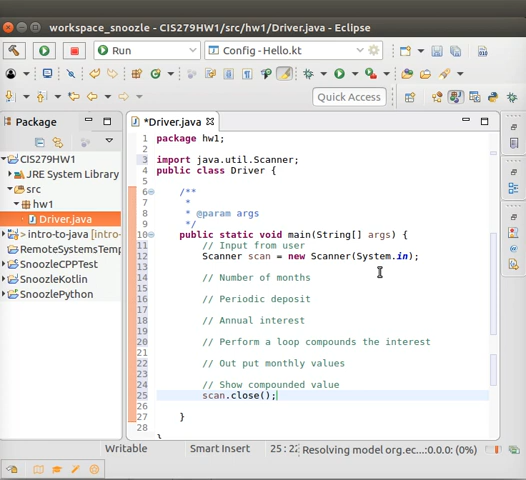 workspace_snoozle - CIS279HW1/src/hw1/Driver.java - Eclipse
Run
Config - Hello.kt
Quick Access
Package
*Driver.java
CIS279HW1
JRE System Library
src
hw1
Driver.java
> intro-to-java [intro-
RemoteSystemsTemp
SnoozleCPPTest
SnoozleKotlin
SnoozlePython
1 package hw1;
2
3 import java.util.Scanner;
4 public class Driver {
5
6 /**
7 *
8 * @param args
9 */
10 public static void main(String[] args) {
11 // Input from user
12 Scanner scan = new Scanner(System.in);
13
14 // Number of months
15
16 // Periodic deposit
17
18 // Annual interest
19
20 // Perform a loop compounds the interest
21
22 // Out put monthly values
23
24 // Show compounded value
25 scan.close();
26
27 }
28
Writable
Smart Insert
25 : 22
Resolving model org.ec...:0.0.0: (0%)